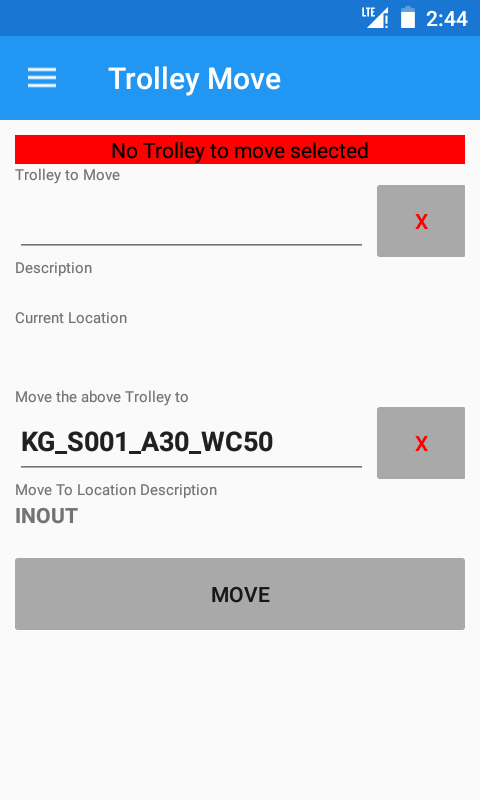 LTE 2:44
Trolley Move
No Trolley to move selected
Trolley to Move
X
Description
Current Location
Move the above Trolley to
KG_S001_A30_WC50 X
Move To Location Description
INOUT
MOVE